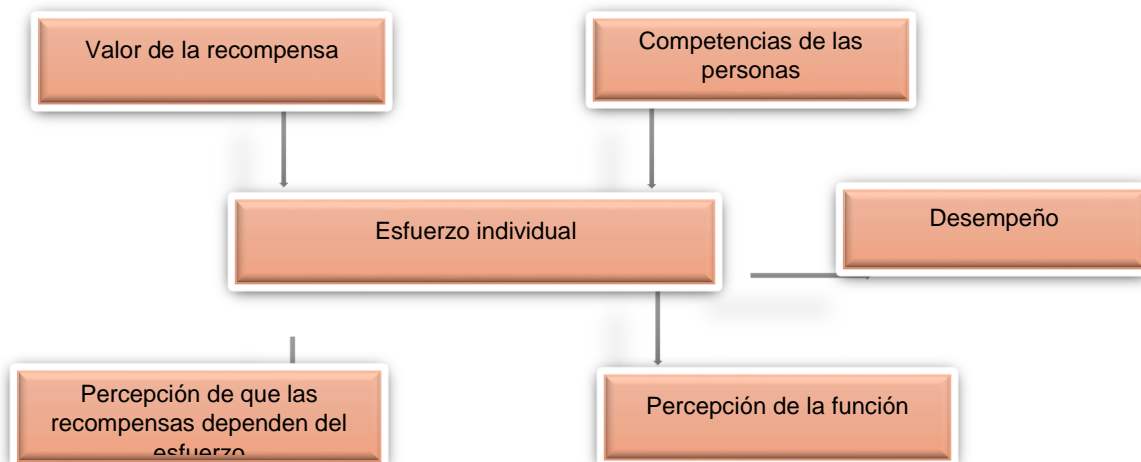 Valor de la recompensa
Competencias de las
personas
Esfuerzo individual
Desempeño
Percepción de que las
recompensas dependen del
esfuerzo
Percepción de la función